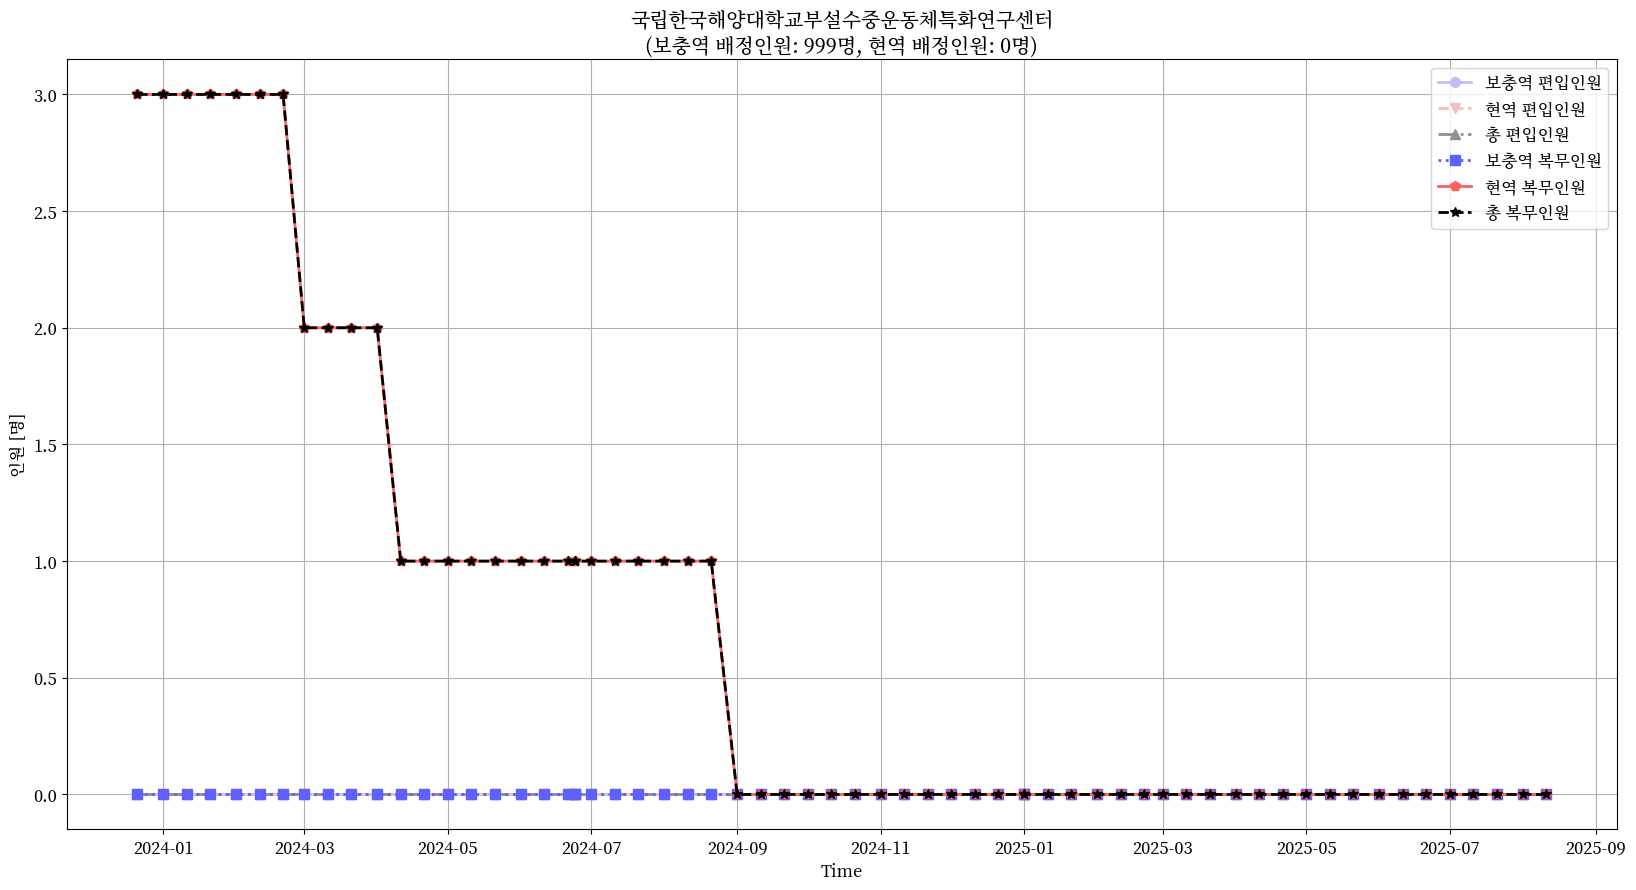 국립한국해양대학교부설수중운동체특화연구센터
(보충역 배정인원: 999명, 현역 배정인원: 0명)
보충역 편입인원
현역 편입인원
총 편입인원
보충역 복무인원
현역 복무인원
총 복무인원
인원 [명]
3.0
2.5
2.0
1.5
1.0
0.5
0.0
2024-01
2024-03
2024-05
2024-07
2024-09
2024-11
2025-01
2025-03
2025-05
2025-07
2025-09
Time